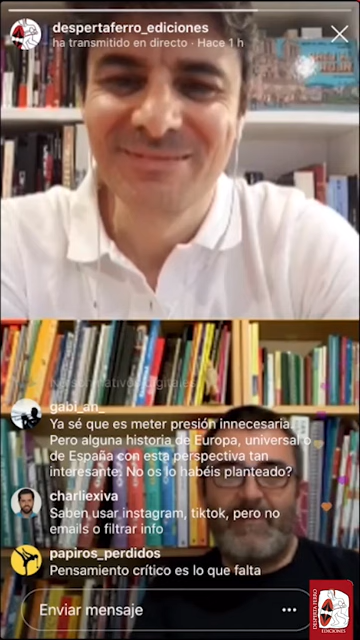 despertaferro_ediciones
ha transmitido en directo · Hace 1 h
gabi_an_
Ya sé que es meter presión innecesaria.
Pero alguna historia de Europa, universal o
de España con esta perspectiva tan
interesante. No os lo habéis planteado?
charliexiva
Saben usar instagram, tiktok, pero no
emails o filtrar info
papiros_perdidos
Pensamiento crítico es lo que falta
Enviar mensaje
DESPERTA FERRO
EDICIONES